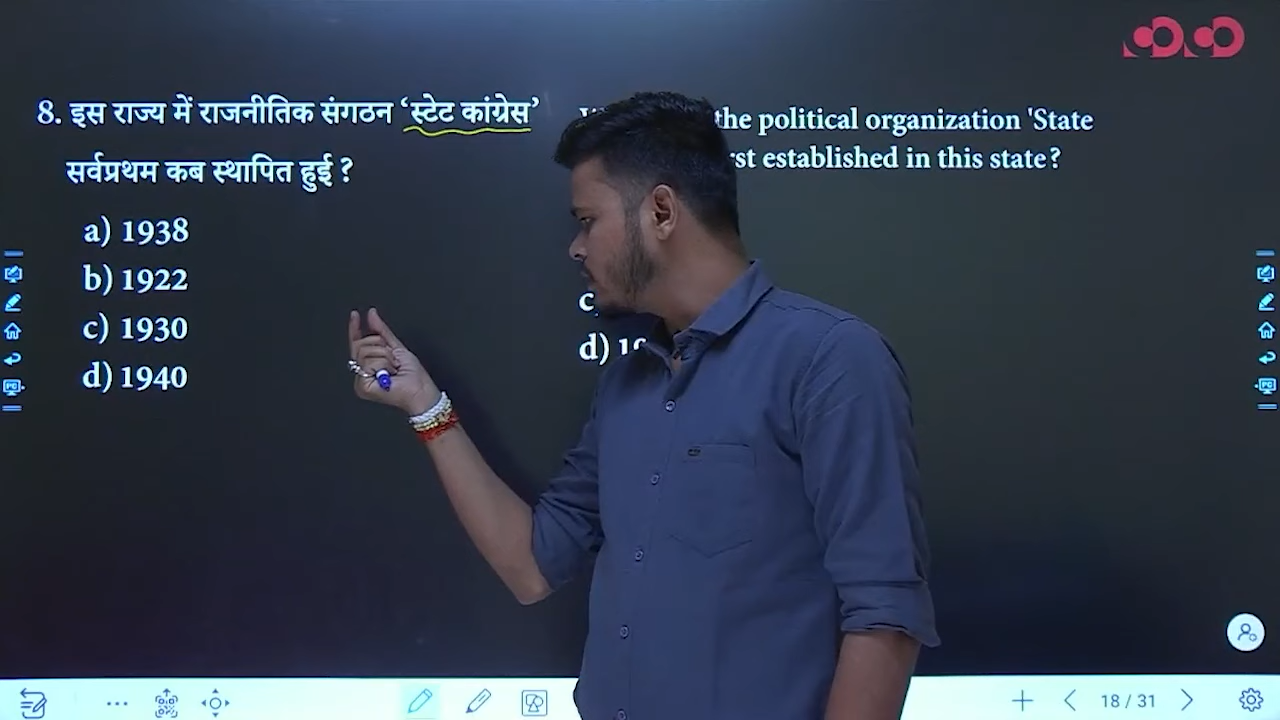 8. इस राज्य में राजनीतिक संगठन ‘स्टेट कांग्रेस’
सर्वप्रथम कब स्थापित हुई ?
a) 1938
b) 1922
c) 1930
d) 1940
the political organization 'State
established in this state?
d)
18 / 31